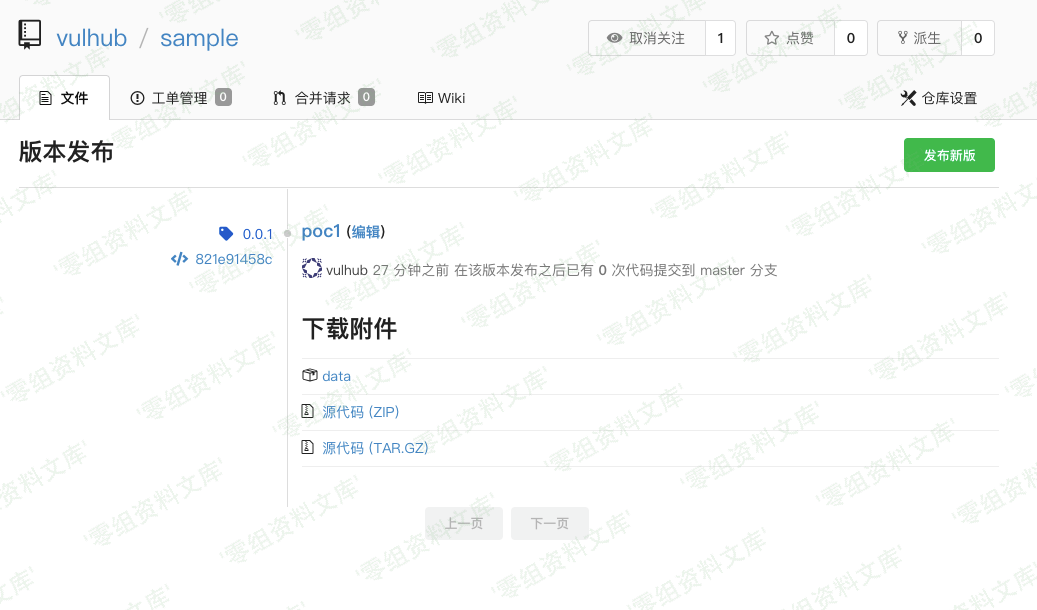 vulhub / sample
取消关注 1 点赞 0 派生 0
文件 工单管理 0 合并请求 0 Wiki 仓库设置
版本发布 发布新版
0.0.1 poc1 (编辑)
821e91458c
vulhub 27 分钟之前 在该版本发布之后已有 0 次代码提交到 master 分支
下载附件
data
源代码 (ZIP)
源代码 (TAR.GZ)
上一页 下一页
零组资料文库